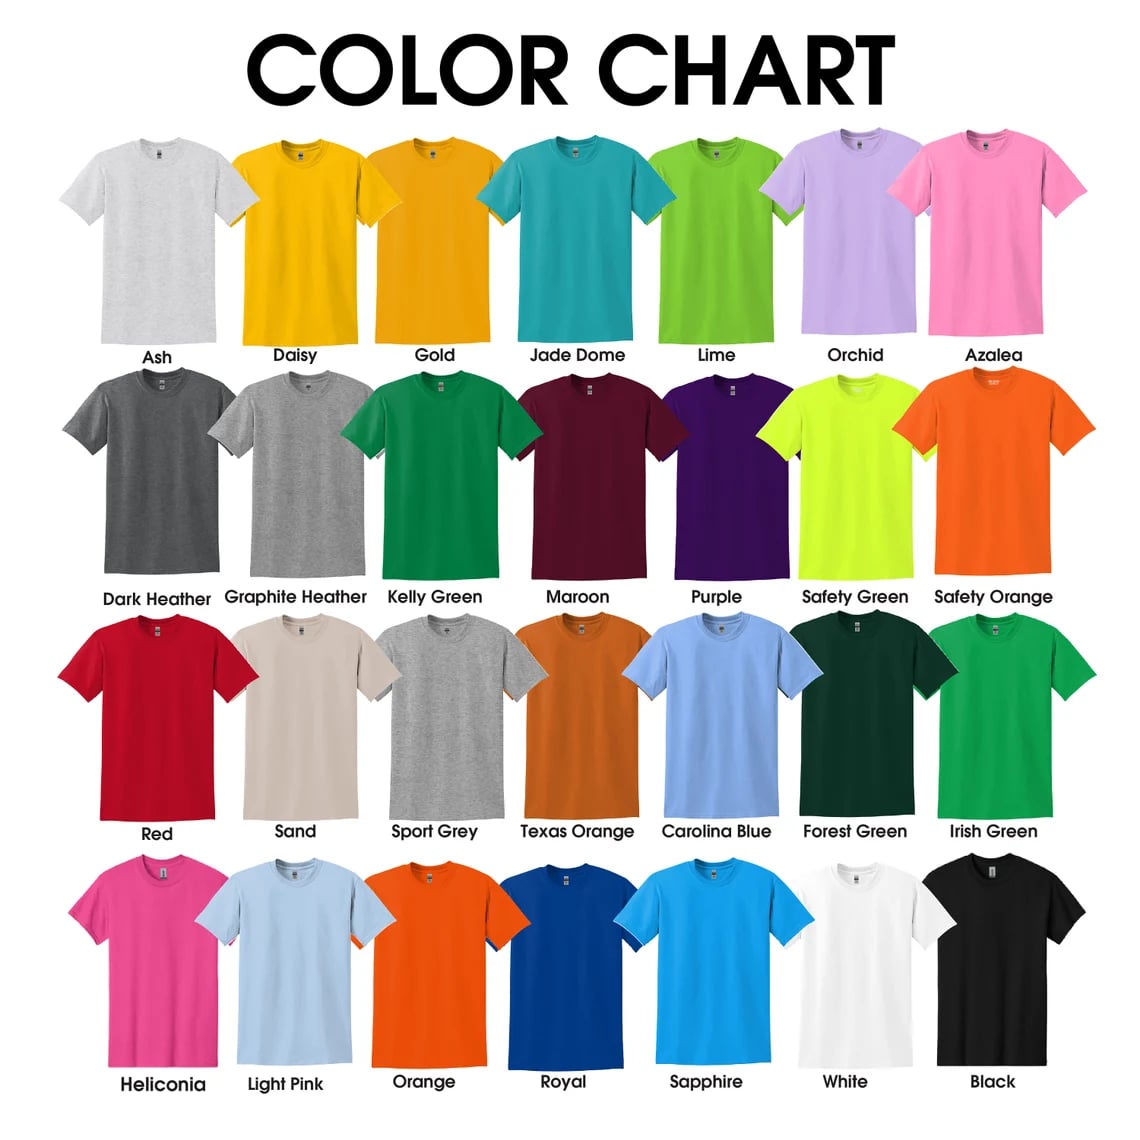 COLOR CHART
Ash Daisy Gold Jade Dome Lime Orchid Azalea
Dark Heather Graphite Heather Kelly Green Maroon Purple Safety Green Safety Orange
Red Sand Sport Grey Texas Orange Carolina Blue Forest Green Irish Green
Heliconia Light Pink Orange Royal Sapphire White Black